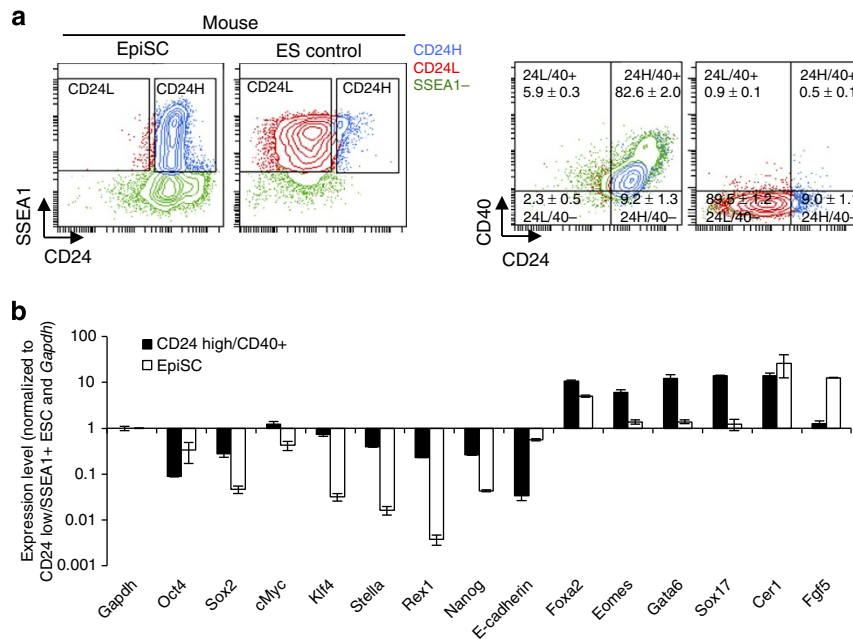 a
Mouse
EpiSC
ES control
CD24H
CD24L
SSEA1–
CD24L
CD24H
CD24L
CD24H
SSEA1
CD24
24L/40+
5.9 ± 0.3
24H/40+
82.6 ± 2.0
2.3 ± 0.5
24L/40–
9.2 ± 1.3
24H/40–
24L/40+
0.9 ± 0.1
24H/40+
0.5 ± 0.1
89.5 ± 1.2
24L/40–
9.0 ± 1.
24H/40–
CD40
CD24
b
Expression level (normalized to
CD24 low/SSEA1+ ESC and Gapdh)
100
10
1
0.1
0.01
0.001
CD24 high/CD40+
EpiSC
Gapdh
Oct4
Sox2
cMyc
Klf4
Stella
Rex1
Nanog
E-cadherin
Foxa2
Eomes
Gata6
Sox17
Cer1
Fgf5